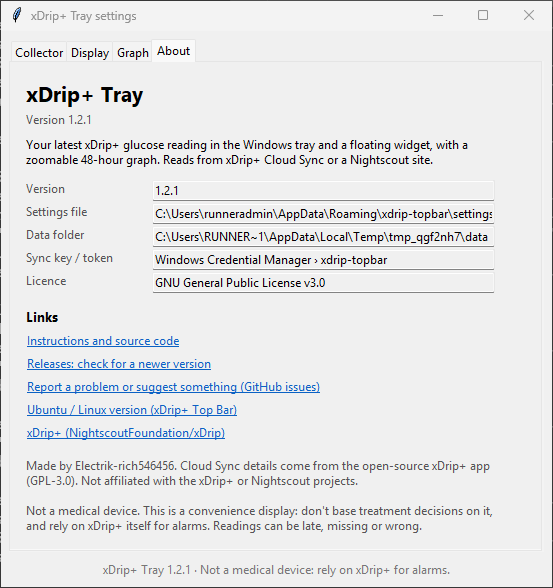 xDrip+ Tray settings
Collector Display Graph About
xDrip+ Tray
Version 1.2.1
Your latest xDrip+ glucose reading in the Windows tray and a floating widget, with a
zoomable 48-hour graph. Reads from xDrip+ Cloud Sync or a Nightscout site.
Version 1.2.1
Settings file C:\Users\runneradmin\AppData\Roaming\xdrip-topbar\settings
Data folder C:\Users\RUNNER~1\AppData\Local\Temp\tmp_qgf2nh7\data
Sync key / token Windows Credential Manager › xdrip-topbar
Licence GNU General Public License v3.0
Links
Instructions and source code
Releases: check for a newer version
Report a problem or suggest something (GitHub issues)
Ubuntu / Linux version (xDrip+ Top Bar)
xDrip+ (NightscoutFoundation/xDrip)
Made by Electrik-rich546456. Cloud Sync details come from the open-source xDrip+ app
(GPL-3.0). Not affiliated with the xDrip+ or Nightscout projects.
Not a medical device. This is a convenience display: don't base treatment decisions on it,
and rely on xDrip+ itself for alarms. Readings can be late, missing or wrong.
xDrip+ Tray 1.2.1 · Not a medical device: rely on xDrip+ for alarms.